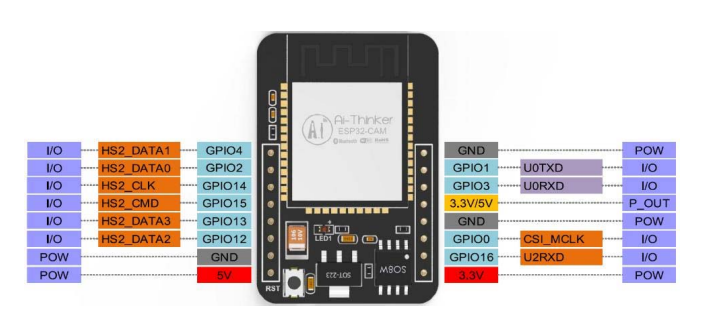 Ai-Thinker
ESP32-CAM
I/O HS2_DATA1 GPIO4 GND POW
I/O HS2_DATA0 GPIO2 GPIO1 U0TXD I/O
I/O HS2_CLK GPIO14 GPIO3 U0RXD I/O
I/O HS2_CMD GPIO15 3.3V/5V P_OUT
I/O HS2_DATA3 GPIO13 GND POW
I/O HS2_DATA2 GPIO12 GPIO0 CSI_MCLK I/O
POW GND GPIO16 U2RXD I/O
POW 5V 3.3V POW
LED1
SOT-223
SO8W
RST